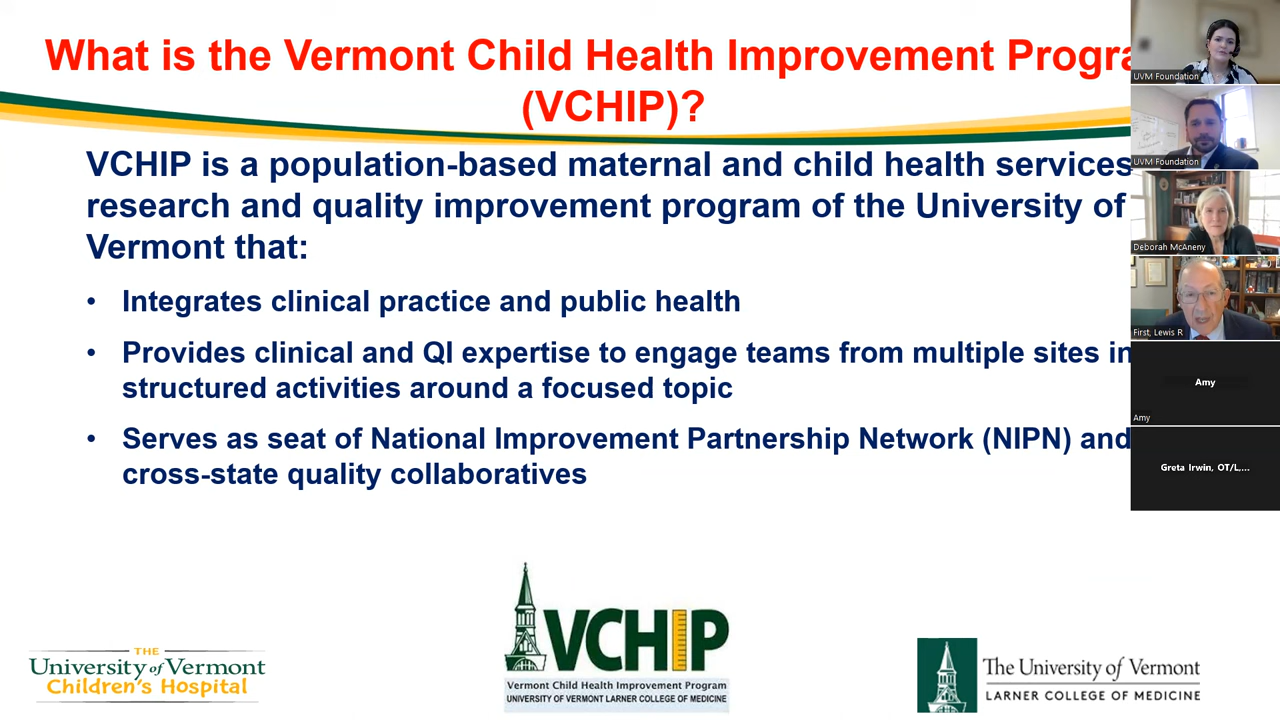 What is the Vermont Child Health Improvement Progra
(VCHIP)?
VCHIP is a population-based maternal and child health services
research and quality improvement program of the University of
Vermont that:
• Integrates clinical practice and public health
• Provides clinical and QI expertise to engage teams from multiple sites in
structured activities around a focused topic
• Serves as seat of National Improvement Partnership Network (NIPN) and
cross-state quality collaboratives
THE
University of Vermont
Children's Hospital
VCHIP
Vermont Child Health Improvement Program
UNIVERSITY OF VERMONT LARNER COLLEGE OF MEDICINE
The University of Vermont
LARNER COLLEGE OF MEDICINE
UVM Foundation
UVM Foundation
Deborah McAneny
First, Lewis R
Amy
Amy
Greta Irwin, OT/L,...